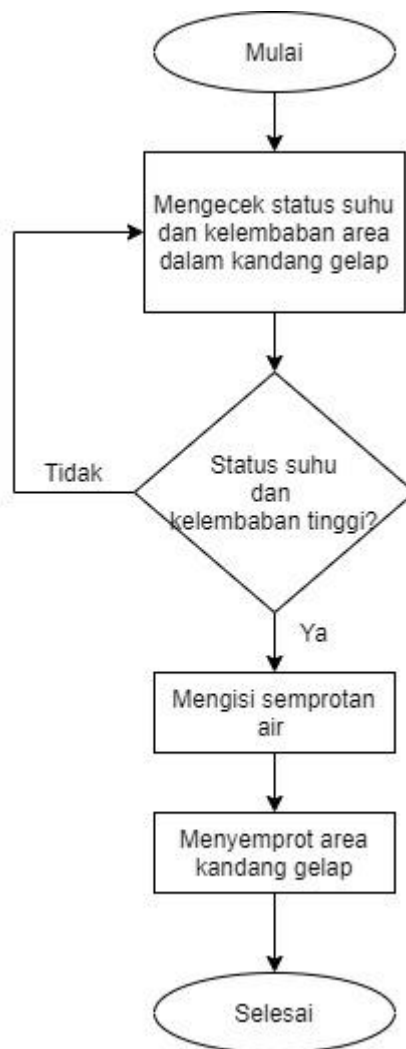 Mulai
Mengecek status suhu
dan kelembaban area
dalam kandang gelap
Status suhu
dan
kelembaban tinggi?
Tidak
Ya
Mengisi semprotan
air
Menyemprot area
kandang gelap
Selesai